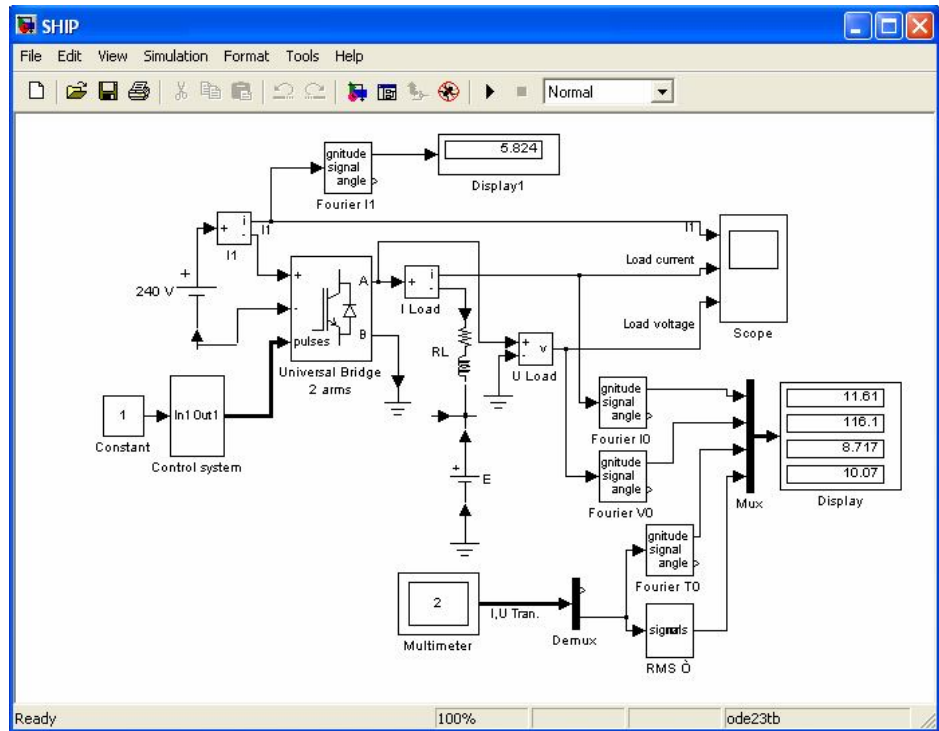 SHIP
File Edit View Simulation Format Tools Help
Normal
gnitude
signal
angle
Fourier I1
5.824
Display1
+
i
-
I1
I1
I1
Load current
Load voltage
Scope
+
240 V
+
-
pulses
A
B
Universal Bridge
2 arms
+
i
-
I Load
RL
+
-
v
U Load
1
Constant
In1 Out1
Control system
+
E
gnitude
signal
angle
Fourier I0
gnitude
signal
angle
Fourier V0
Mux
11.61
116.1
8.717
10.07
Display
gnitude
signal
angle
Fourier T0
2
Multimeter
I,U Tran.
Demux
RMS Ò
Ready 100% ode23tb